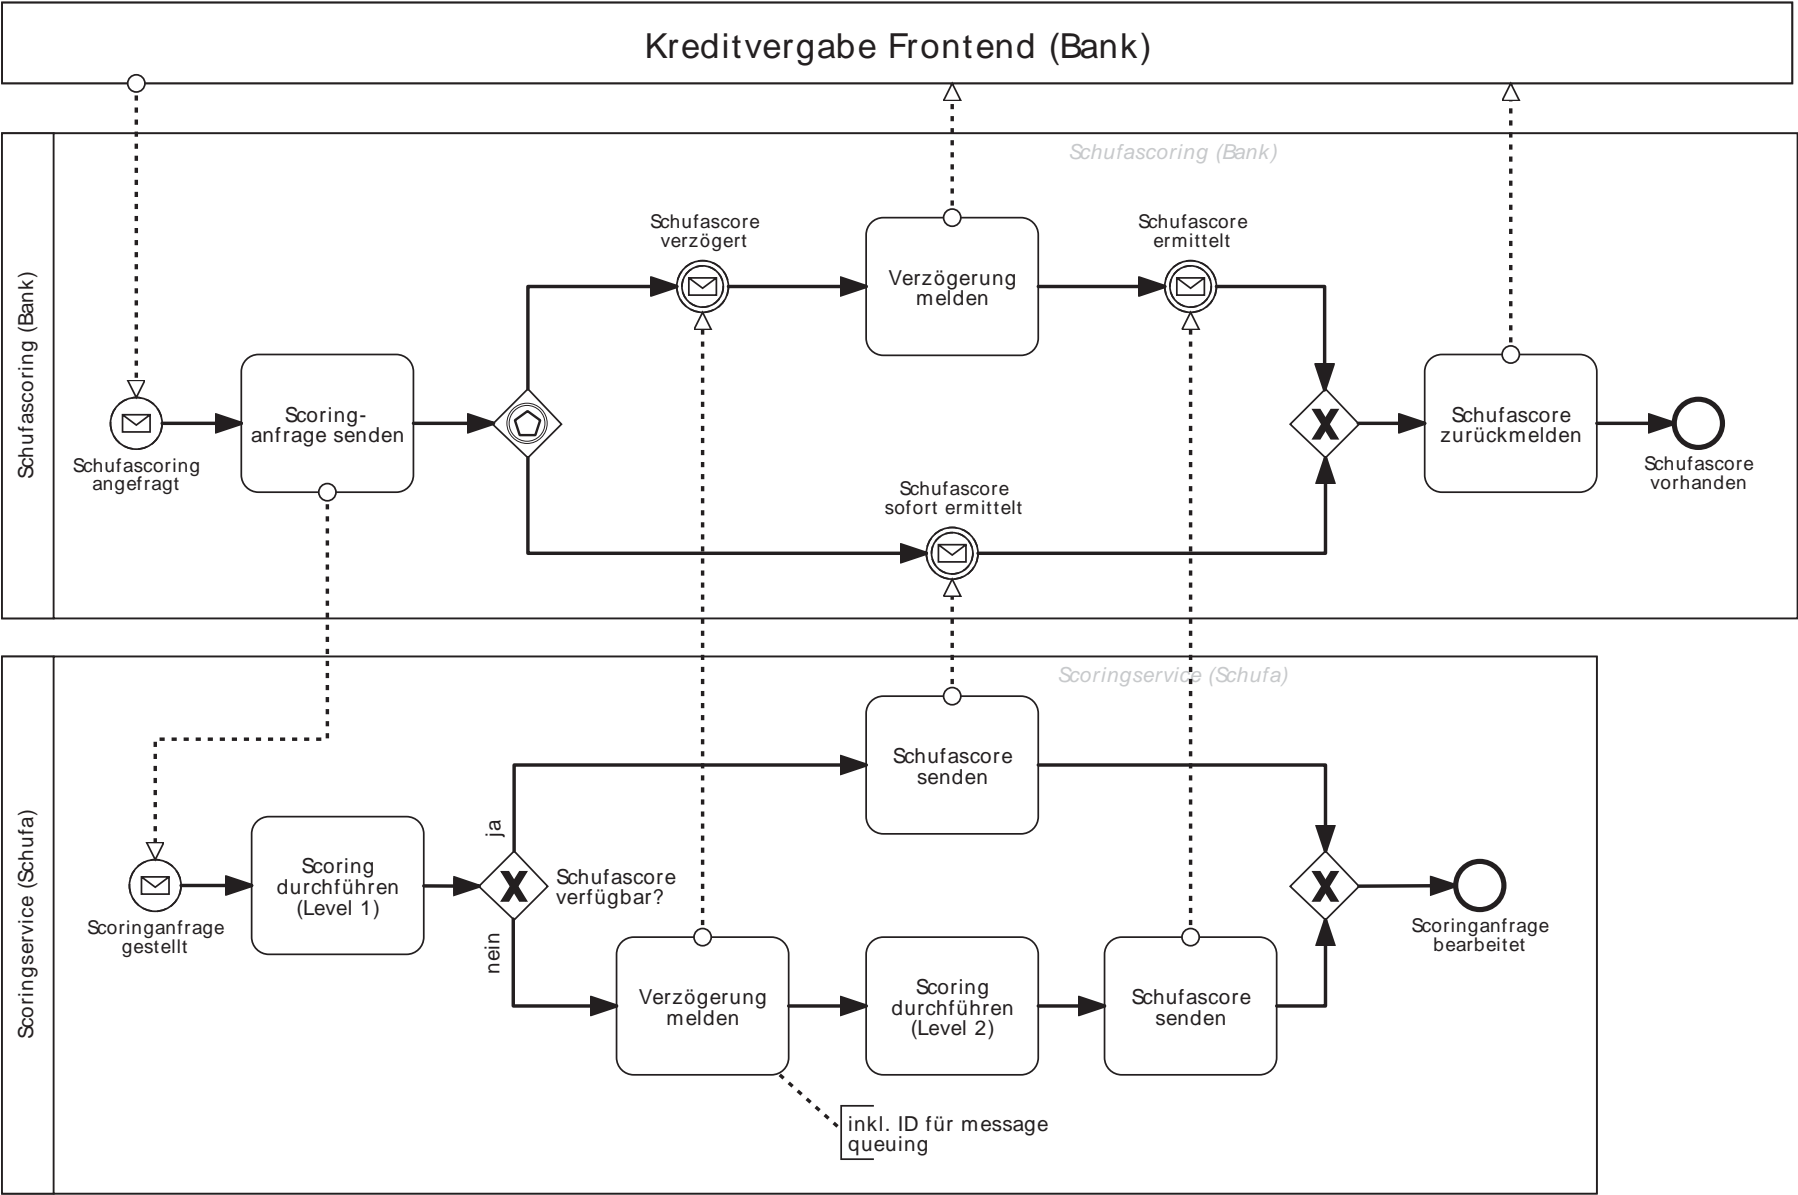 Kreditvergabe Frontend (Bank)
Schufascoring (Bank)
Schufascoring (Bank)
Schufascore
verzögert
Verzögerung
melden
Schufascore
ermittelt
Schufascoring
angefragt
Scoring-
anfrage senden
Schufascore
sofort ermittelt
Schufascore
zurückmelden
Schufascore
vorhanden
Scoringservice (Schufa)
Scoringservice (Schufa)
Schufascore
senden
Scoringanfrage
gestellt
Scoring
durchführen
(Level 1)
ja
Schufascore
verfügbar?
nein
Verzögerung
melden
Scoring
durchführen
(Level 2)
Schufascore
senden
Scoringanfrage
bearbeitet
inkl. ID für message
queuing